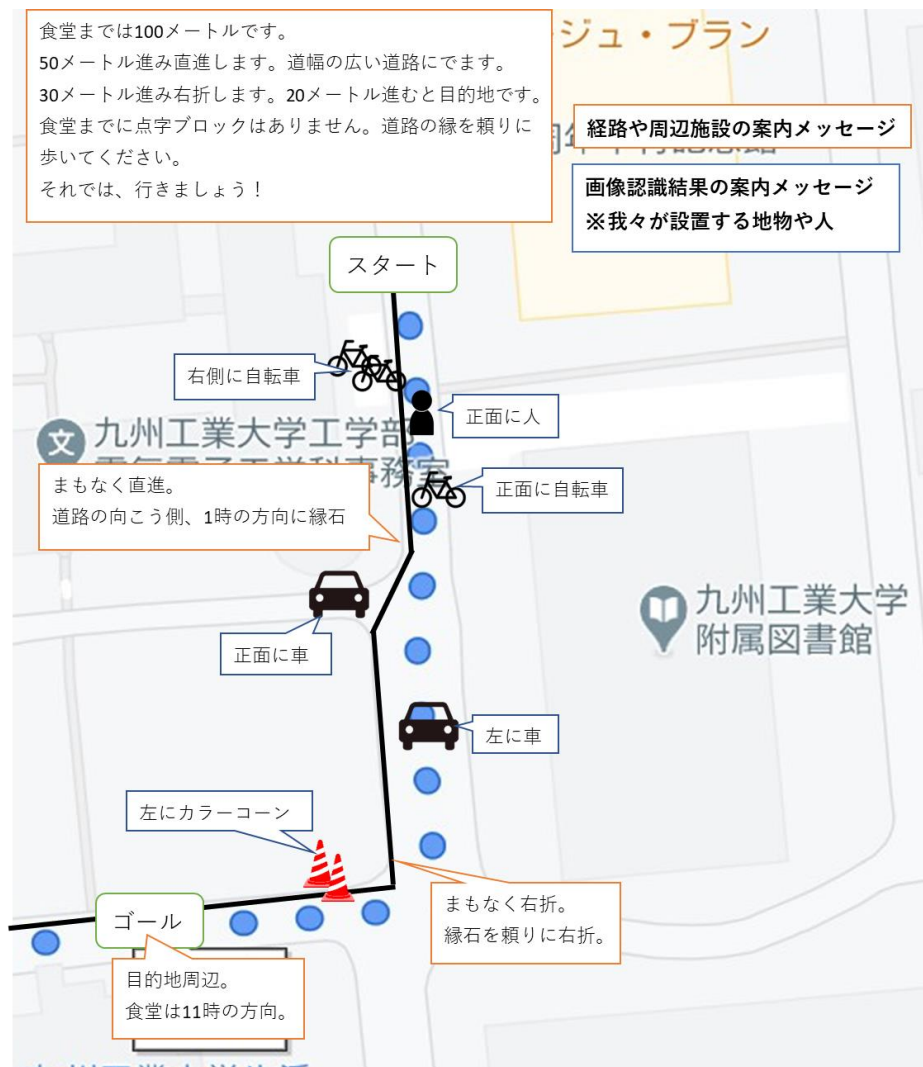 食堂までは100メートルです。
50メートル進み直進します。道幅の広い道路にでます。
30メートル進み右折します。20メートル進むと目的地です。
食堂までに点字ブロックはありません。道路の縁を頼りに
歩いてください。
それでは、行きましょう！
ジュ・ブラン
経路や周辺施設の案内メッセージ
画像認識結果の案内メッセージ
※我々が設置する地物や人
スタート
右側に自転車
正面に人
九州工業大学工学部
正面に自転車
まもなく直進。
道路の向こう側、1時の方向に縁石
九州工業大学
附属図書館
正面に車
左に車
左にカラーコーン
まもなく右折。
縁石を頼りに右折。
ゴール
目的地周辺。
食堂は11時の方向。